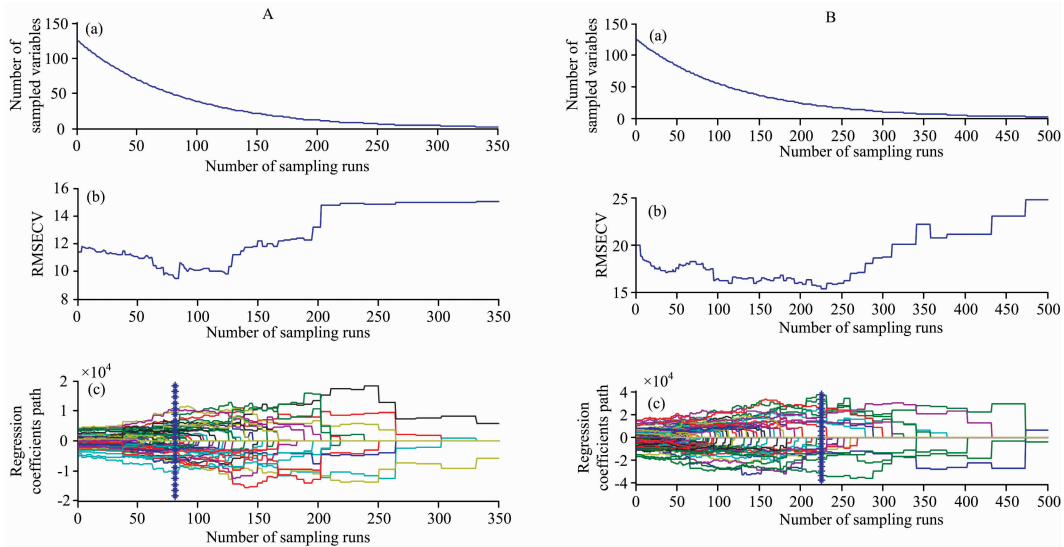 A
(a)
Number of
sampled variables
150
100
50
0
0 50 100 150 200 250 300 350
Number of sampling runs
(b)
RMSECV
16
14
12
10
8
0 50 100 150 200 250 300 350
Number of sampling runs
×10⁴
(c)
Regression
coefficients path
2
1
0
-1
-2
0 50 100 150 200 250 300 350
Number of sampling runs
B
(a)
Number of
sampled variables
150
100
50
0
0 50 100 150 200 250 300 350 400 450 500
Number of sampling runs
(b)
RMSECV
25
20
15
0 50 100 150 200 250 300 350 400 450 500
Number of sampling runs
×10⁴
(c)
Regression
coefficients path
4
2
0
-2
-4
0 50 100 150 200 250 300 350 400 450 500
Number of sampling runs